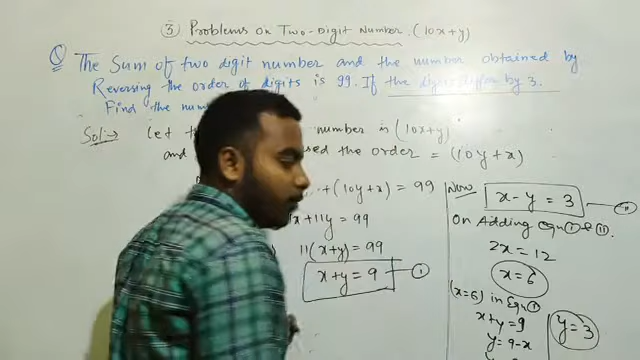 ③ Problems on Two-Digit Number. (10x+y)
Q The Sum of two digit number and the number obtained by
Reversing the order of digits is 99. If the digits differ by 3.
Find the
Sol:→ Let number is (10x+y)
and the order = (10y+x)
+(10y+x) = 99
x+11y = 99
11(x+y) = 99
x+y = 9 — ①
Now x-y = 3 — ⑪
On Adding eqn ① & ⑪.
2x = 12
x = 6
(x=6) in Eqn ①
x+y = 9
y = 9-x
y = 3